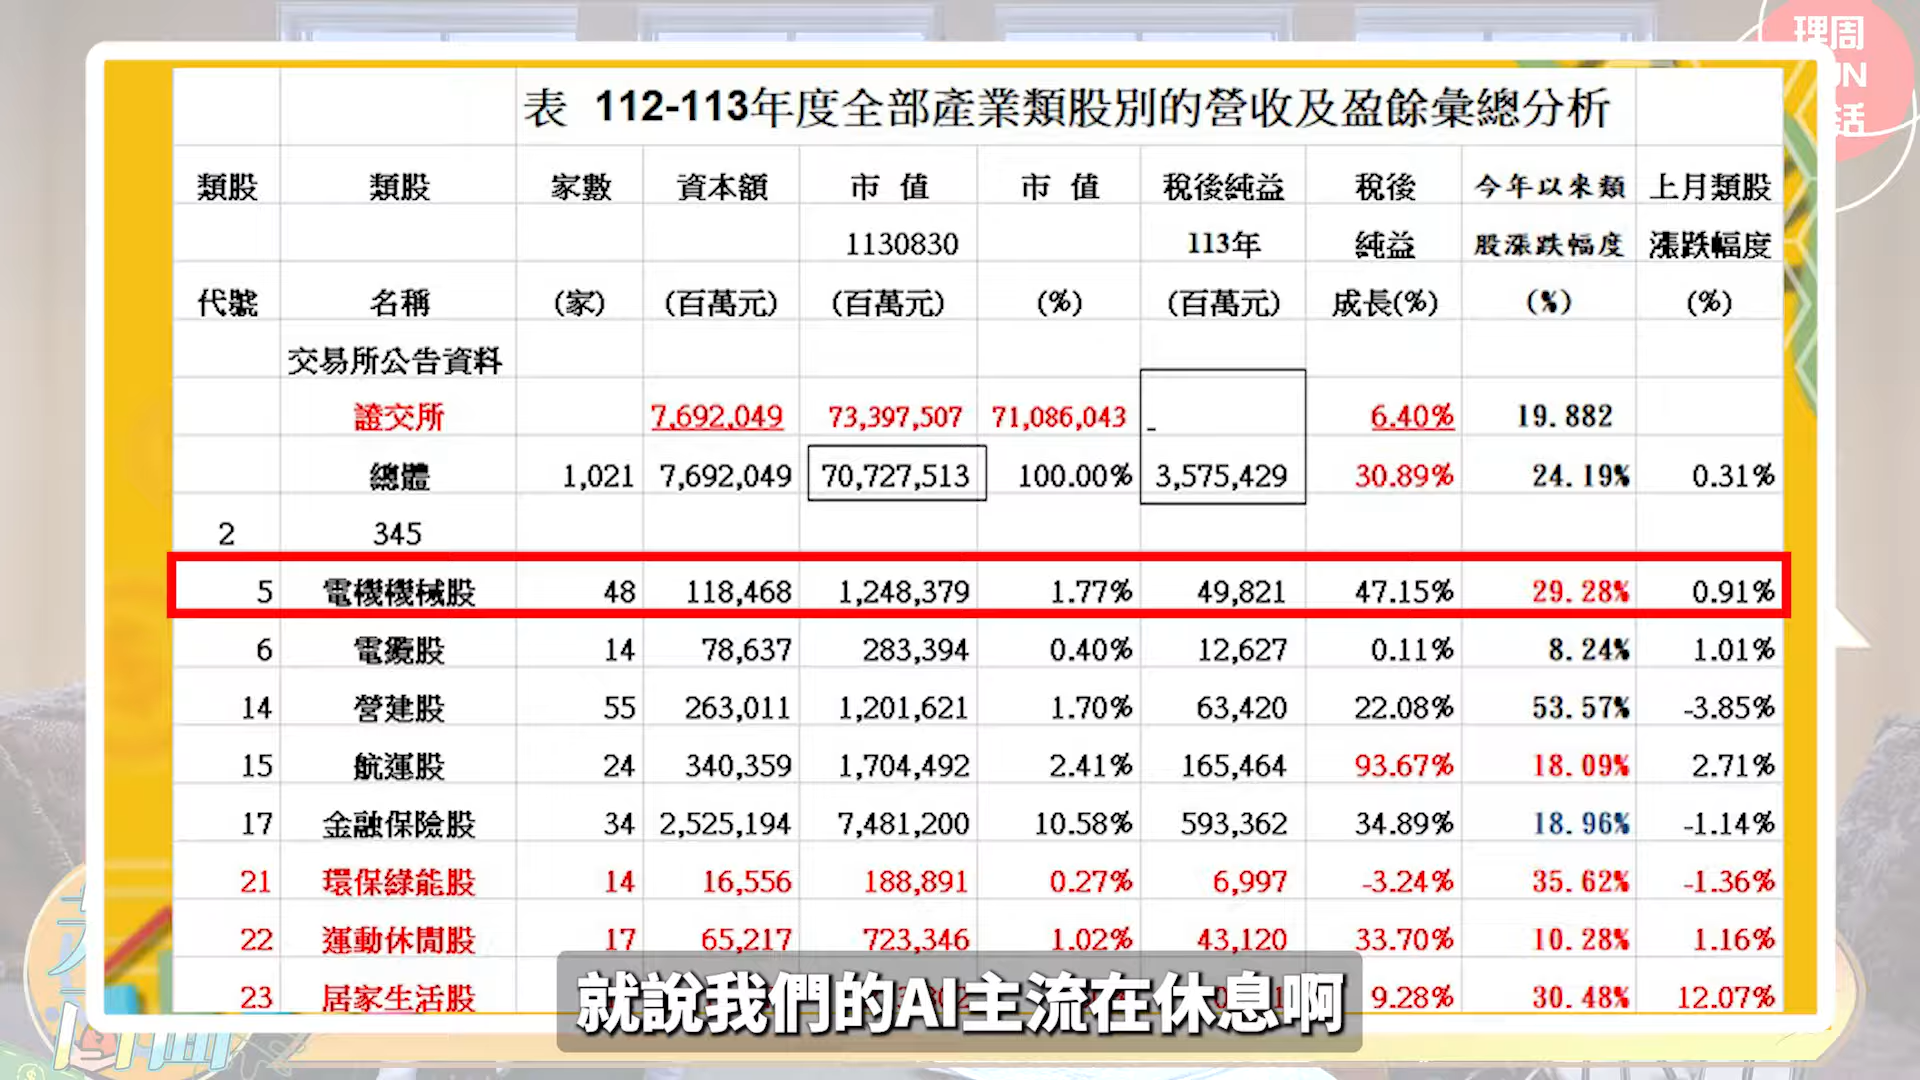 理周
UN
話
表 112-113年度全部產業類股別的營收及盈餘彙總分析
類股 類股 家數 資本額 市 值 市 值 稅後純益 稅後 今年以來類 上月類股
1130830 113年 純益 股漲跌幅度 漲跌幅度
代號 名稱 (家) (百萬元) (百萬元) (%) (百萬元) 成長(%) (%) (%)
交易所公告資料
證交所 7,692,049 73,397,507 71,086,043 - 6.40% 19.882
總體 1,021 7,692,049 70,727,513 100.00% 3,575,429 30.89% 24.19% 0.31%
2 345
5 電機機械股 48 118,468 1,248,379 1.77% 49,821 47.15% 29.28% 0.91%
6 電纜股 14 78,637 283,394 0.40% 12,627 0.11% 8.24% 1.01%
14 營建股 55 263,011 1,201,621 1.70% 63,420 22.08% 53.57% -3.85%
15 航運股 24 340,359 1,704,492 2.41% 165,464 93.67% 18.09% 2.71%
17 金融保險股 34 2,525,194 7,481,200 10.58% 593,362 34.89% 18.96% -1.14%
21 環保綠能股 14 16,556 188,891 0.27% 6,997 -3.24% 35.62% -1.36%
22 運動休閒股 17 65,217 723,346 1.02% 43,120 33.70% 10.28% 1.16%
23 居家生活股 9.28% 30.48% 12.07%
就說我們的AI主流在休息啊